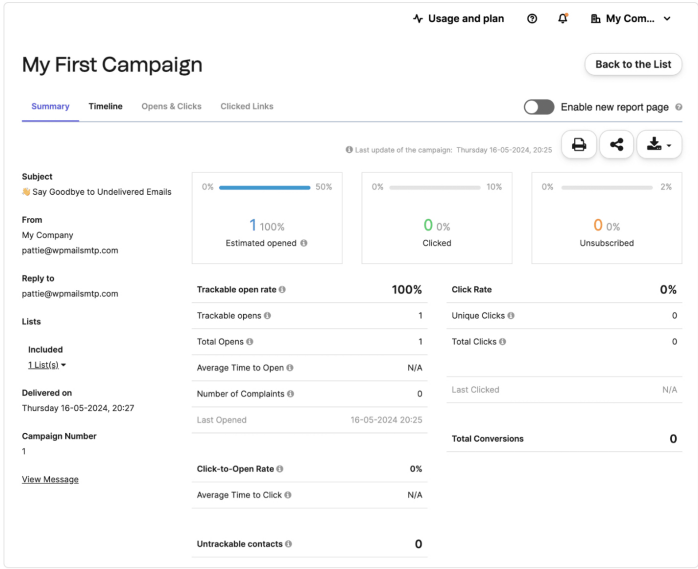 Usage and plan
My Com...
My First Campaign
Back to the List
Summary Timeline Opens & Clicks Clicked Links
Enable new report page
Last update of the campaign: Thursday 16-05-2024, 20:25
Subject
👋 Say Goodbye to Undelivered Emails
From
My Company
pattie@wpmailsmtp.com
Reply to
pattie@wpmailsmtp.com
Lists
Included
1 List(s)
Delivered on
Thursday 16-05-2024, 20:27
Campaign Number
1
View Message
0% 50%
1 100%
Estimated opened
0% 10%
0 0%
Clicked
0% 2%
0 0%
Unsubscribed
Trackable open rate 100%
Trackable opens 1
Total Opens 1
Average Time to Open N/A
Number of Complaints 0
Last Opened 16-05-2024 20:25
Click-to-Open Rate 0%
Average Time to Click N/A
Untrackable contacts 0
Click Rate 0%
Unique Clicks 0
Total Clicks 0
Last Clicked N/A
Total Conversions 0